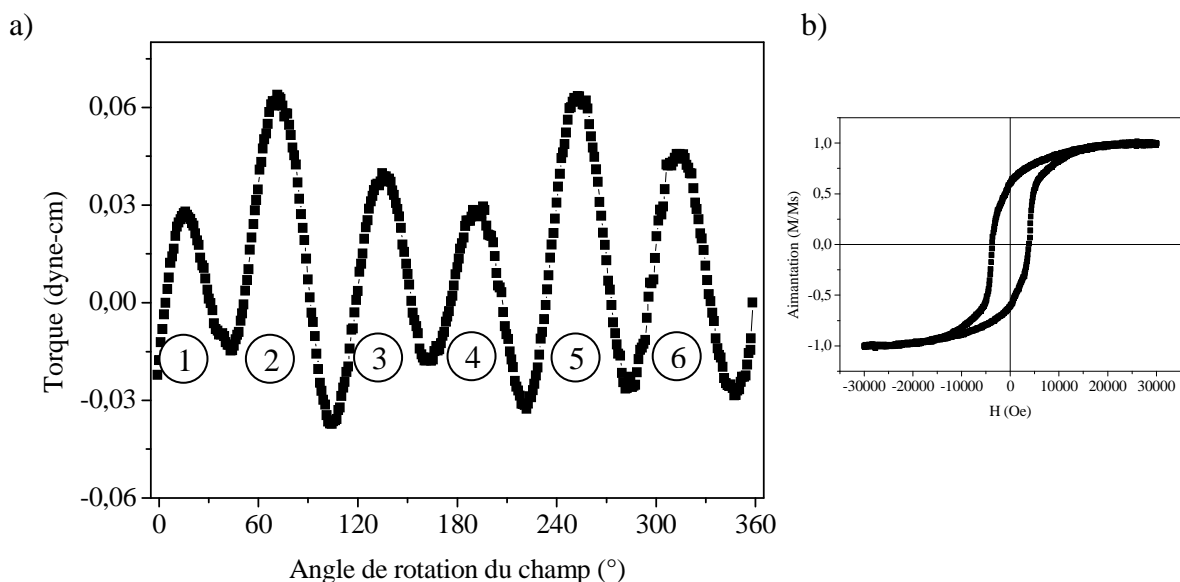 a)
0,06
0,03
0,00
-0,03
-0,06
Torque (dyne-cm)
1 2 3 4 5 6
0 60 120 180 240 300 360
Angle de rotation du champ (°)
b)
1,0
0,5
0,0
-0,5
-1,0
Aimantation (M/Ms)
-30000 -20000 -10000 0 10000 20000 30000
H (Oe)